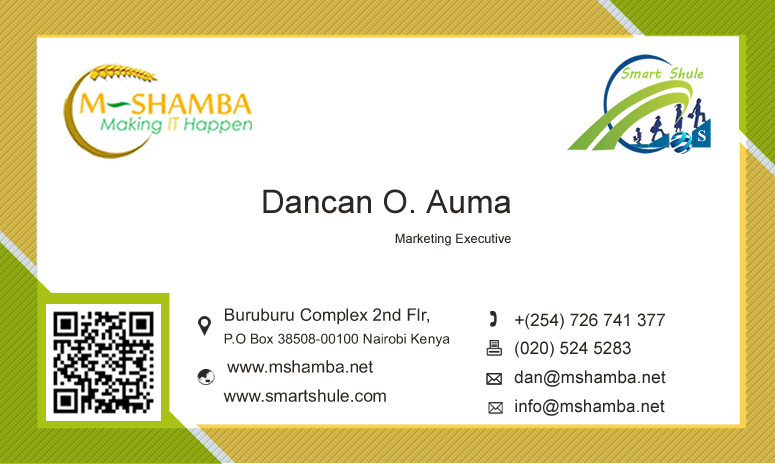 M-SHAMBA
Making IT Happen
Smart Shule
S
Dancan O. Auma
Marketing Executive
Buruburu Complex 2nd Flr,
P.O Box 38508-00100 Nairobi Kenya
www.mshamba.net
www.smartshule.com
+(254) 726 741 377
(020) 524 5283
dan@mshamba.net
info@mshamba.net